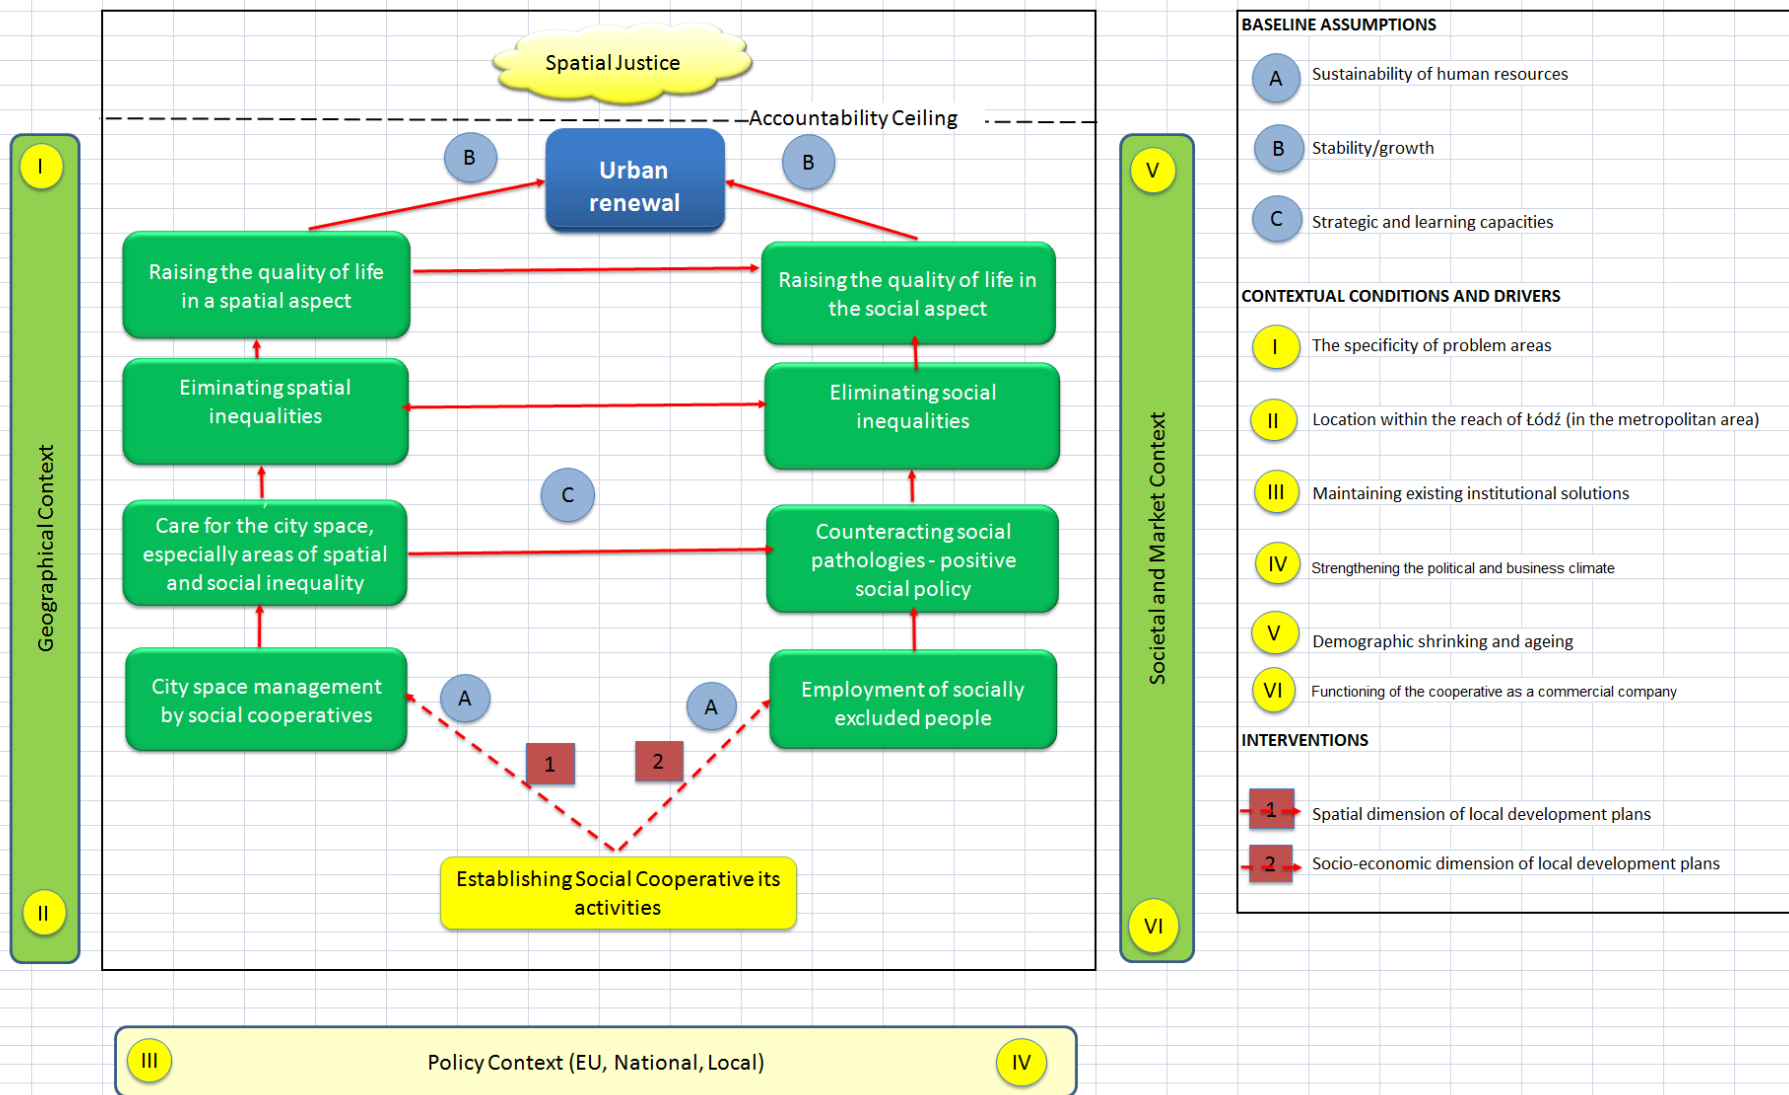 Spatial Justice
Accountability Ceiling
B
B
Urban
renewal
I
V
Raising the quality of life
in a spatial aspect
Raising the quality of life in
the social aspect
Eiminating spatial
inequalities
Eliminating social
inequalities
C
Care for the city space,
especially areas of spatial
and social inequality
Counteracting social
pathologies - positive
social policy
Geographical Context
Societal and Market Context
City space management
by social cooperatives
A
A
Employment of socially
excluded people
1
2
Establishing Social Cooperative its
activities
II
VI
III
Policy Context (EU, National, Local)
IV
BASELINE ASSUMPTIONS
A Sustainability of human resources
B Stability/growth
C Strategic and learning capacities
CONTEXTUAL CONDITIONS AND DRIVERS
I The specificity of problem areas
II Location within the reach of Łódź (in the metropolitan area)
III Maintaining existing institutional solutions
IV Strengthening the political and business climate
V Demographic shrinking and ageing
VI Functioning of the cooperative as a commercial company
INTERVENTIONS
1 Spatial dimension of local development plans
2 Socio-economic dimension of local development plans